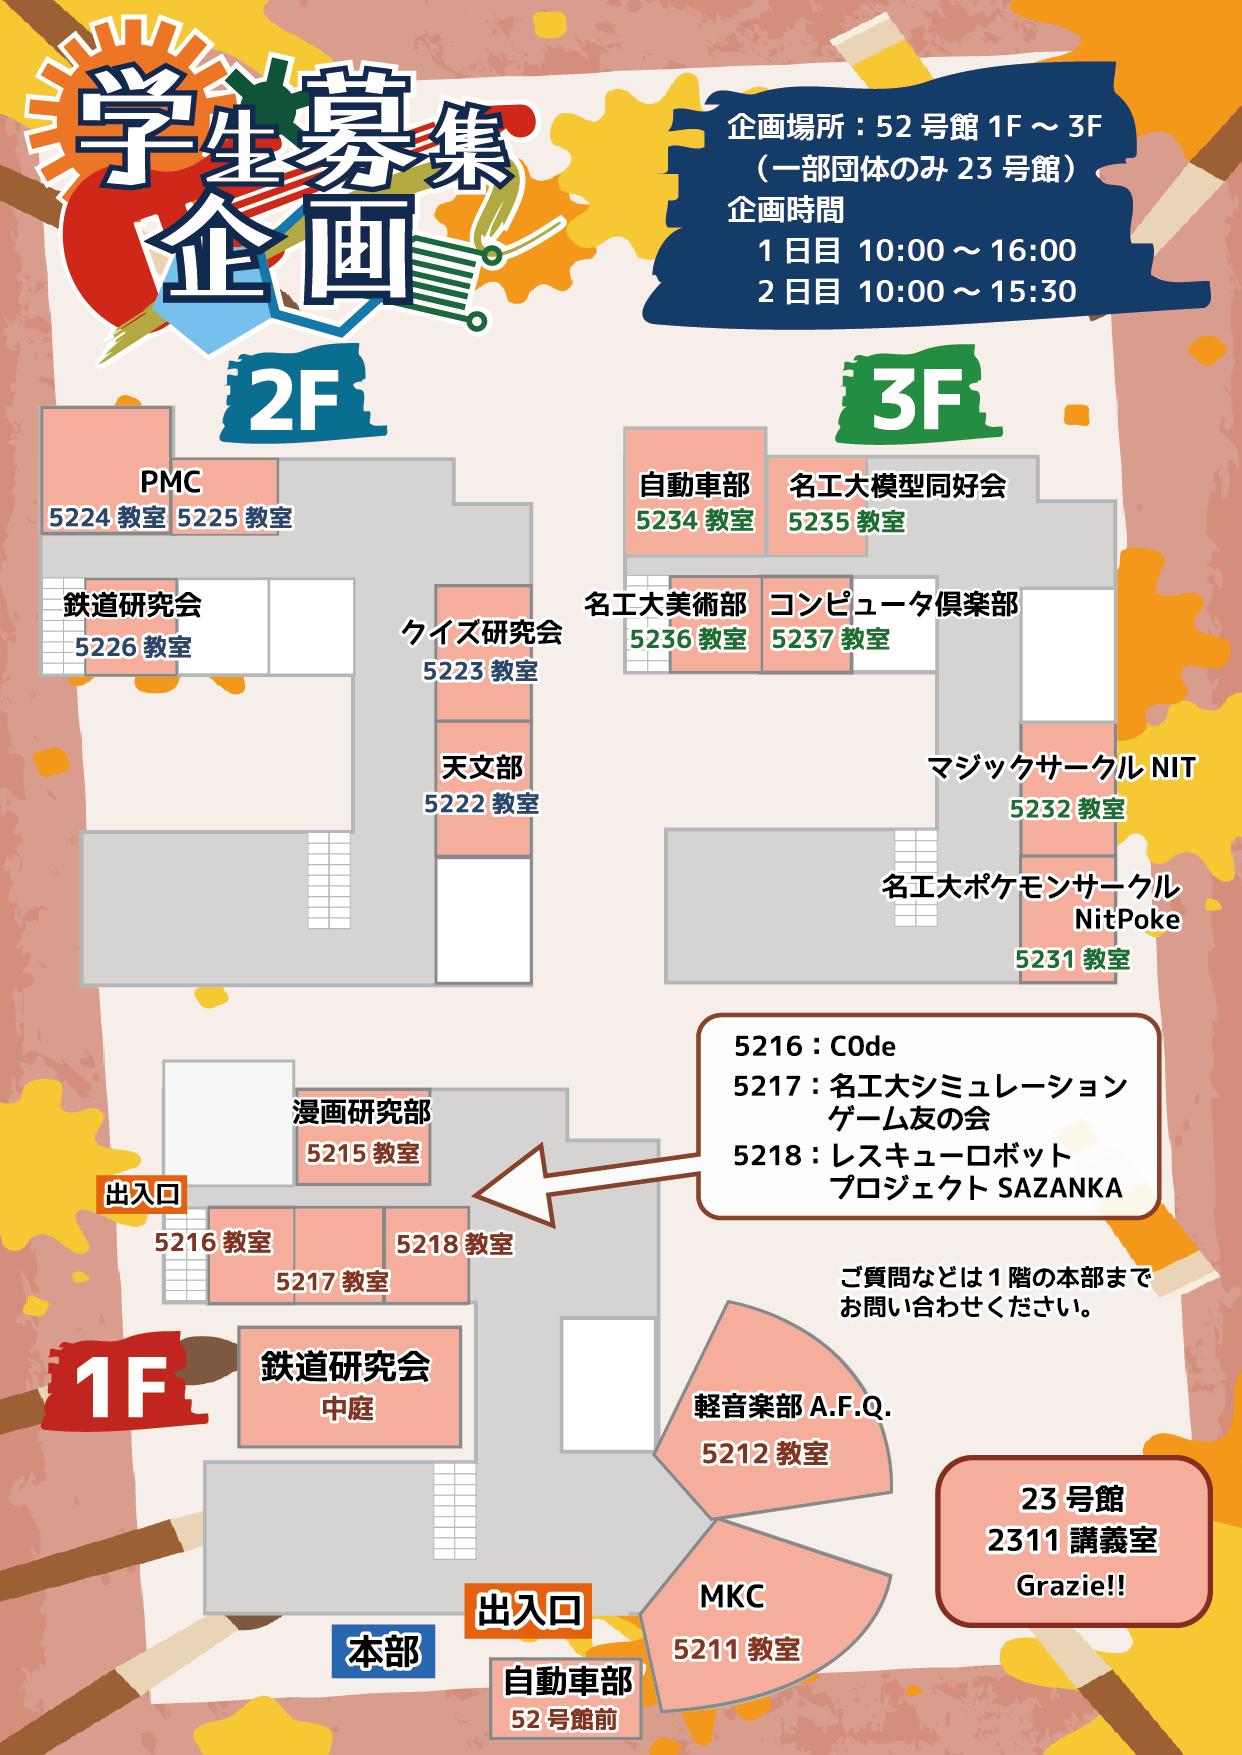 学生募集
企画
企画場所：52 号館 1F ～ 3F
（一部団体のみ 23 号館）
企画時間
1 日目 10:00 ～ 16:00
2 日目 10:00 ～ 15:30
2F
PMC
5224 教室
5225 教室
鉄道研究会
5226 教室
クイズ研究会
5223 教室
天文部
5222 教室
3F
自動車部
5234 教室
名工大模型同好会
5235 教室
名工大美術部
5236 教室
コンピュータ倶楽部
5237 教室
マジックサークル NIT
5232 教室
名工大ポケモンサークル
NitPoke
5231 教室
5216：C0de
5217：名工大シミュレーション
ゲーム友の会
5218：レスキューロボット
プロジェクト SAZANKA
漫画研究部
5215 教室
出入口
5216 教室
5217 教室
5218 教室
ご質問などは１階の本部まで
お問い合わせください。
1F
鉄道研究会
中庭
軽音楽部 A.F.Q.
5212 教室
23 号館
2311 講義室
Grazie!!
MKC
5211 教室
出入口
本部
自動車部
52 号館前